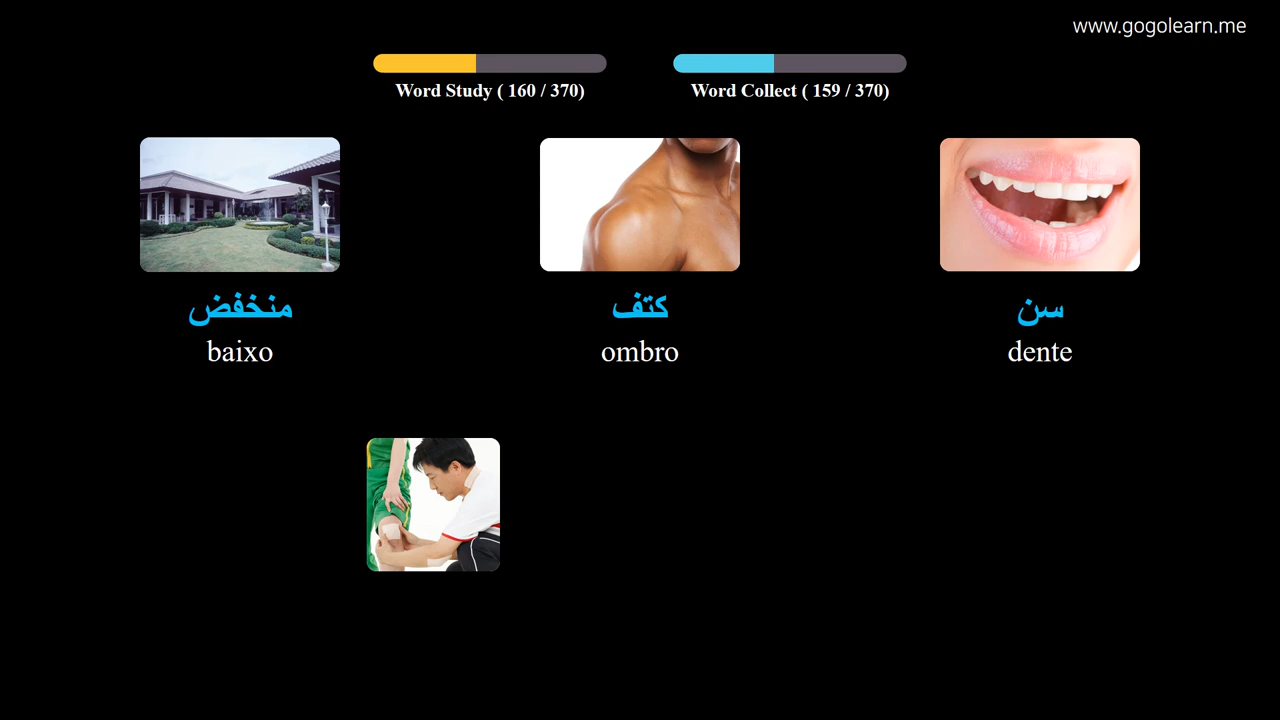 www.gogolearn.me
Word Study ( 160 / 370)
Word Collect ( 159 / 370)
منخفض
baixo
كتف
ombro
سن
dente